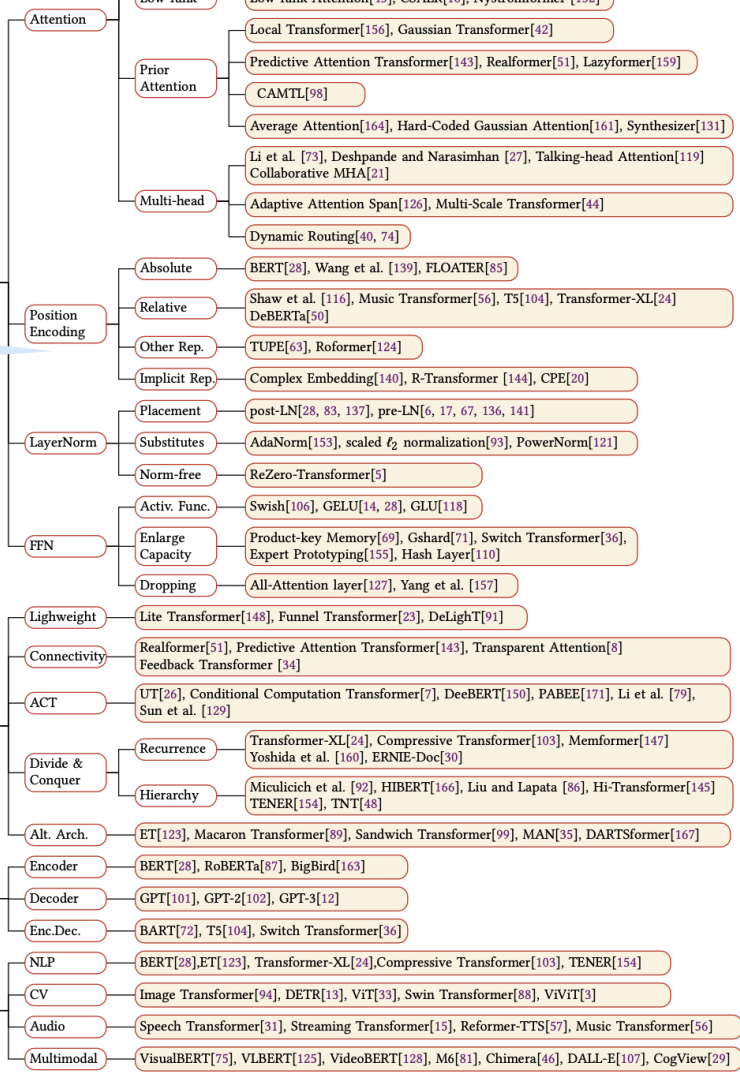 Attention
Prior
Attention
Local Transformer[156], Gaussian Transformer[42]
Predictive Attention Transformer[143], Realformer[51], Lazyformer[159]
CAMTL[98]
Average Attention[164], Hard-Coded Gaussian Attention[161], Synthesizer[131]
Multi-head
Li et al. [73], Deshpande and Narasimhan [27], Talking-head Attention[119]
Collaborative MHA[21]
Adaptive Attention Span[126], Multi-Scale Transformer[44]
Dynamic Routing[40, 74]
Position
Encoding
Absolute
BERT[28], Wang et al. [139], FLOATER[85]
Relative
Shaw et al. [116], Music Transformer[56], T5[104], Transformer-XL[24]
DeBERTa[50]
Other Rep.
TUPE[63], Roformer[124]
Implicit Rep.
Complex Embedding[140], R-Transformer [144], CPE[20]
LayerNorm
Placement
post-LN[28, 83, 137], pre-LN[6, 17, 67, 136, 141]
Substitutes
AdaNorm[153], scaled ℓ2 normalization[93], PowerNorm[121]
Norm-free
ReZero-Transformer[5]
FFN
Activ. Func.
Swish[106], GELU[14, 28], GLU[118]
Enlarge
Capacity
Product-key Memory[69], Gshard[71], Switch Transformer[36],
Expert Prototyping[155], Hash Layer[110]
Dropping
All-Attention layer[127], Yang et al. [157]
Lighweight
Lite Transformer[148], Funnel Transformer[23], DeLighT[91]
Connectivity
Realformer[51], Predictive Attention Transformer[143], Transparent Attention[8]
Feedback Transformer [34]
ACT
UT[26], Conditional Computation Transformer[7], DeeBERT[150], PABEE[171], Li et al. [79],
Sun et al. [129]
Divide &
Conquer
Recurrence
Transformer-XL[24], Compressive Transformer[103], Memformer[147]
Yoshida et al. [160], ERNIE-Doc[30]
Hierarchy
Miculicich et al. [92], HIBERT[166], Liu and Lapata [86], Hi-Transformer[145]
TENER[154], TNT[48]
Alt. Arch.
ET[123], Macaron Transformer[89], Sandwich Transformer[99], MAN[35], DARTSformer[167]
Encoder
BERT[28], RoBERTa[87], BigBird[163]
Decoder
GPT[101], GPT-2[102], GPT-3[12]
Enc.Dec.
BART[72], T5[104], Switch Transformer[36]
NLP
BERT[28],ET[123], Transformer-XL[24],Compressive Transformer[103], TENER[154]
CV
Image Transformer[94], DETR[13], ViT[33], Swin Transformer[88], ViViT[3]
Audio
Speech Transformer[31], Streaming Transformer[15], Reformer-TTS[57], Music Transformer[56]
Multimodal
VisualBERT[75], VLBERT[125], VideoBERT[128], M6[81], Chimera[46], DALL-E[107], CogView[29]